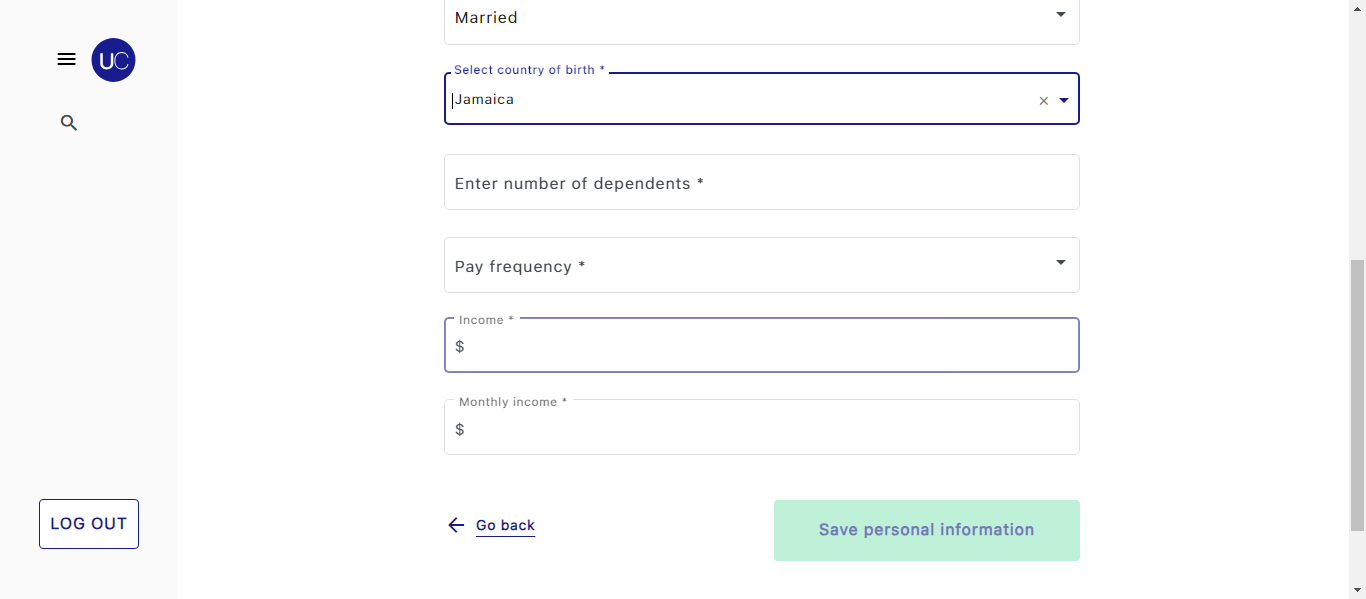 Married
UC
Select country of birth *
Jamaica
Enter number of dependents *
Pay frequency *
Income *
$
Monthly income *
$
LOG OUT
Go back
Save personal information